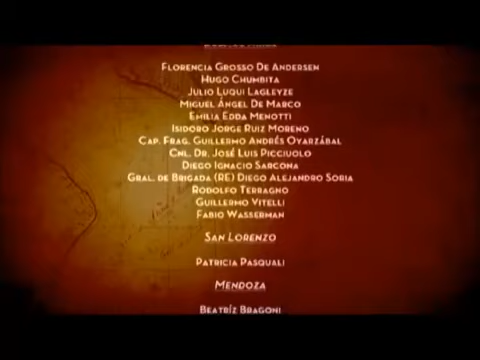 Florencia Grosso De Andersen
Hugo Chumbita
Julio Luqui Lagleyze
Miguel Ángel De Marco
Emilia Edda Menotti
Isidoro Jorge Ruiz Moreno
Cap. Frag. Guillermo Andrés Oyarzábal
Cnl. Dr. José Luis Picciuolo
Diego Ignacio Sarcona
Gral. de Brigada (RE) Diego Alejandro Soria
Rodolfo Terragno
Guillermo Vitelli
Fabio Wasserman
San Lorenzo
Patricia Pasquali
Mendoza
Beatríz Bragoni